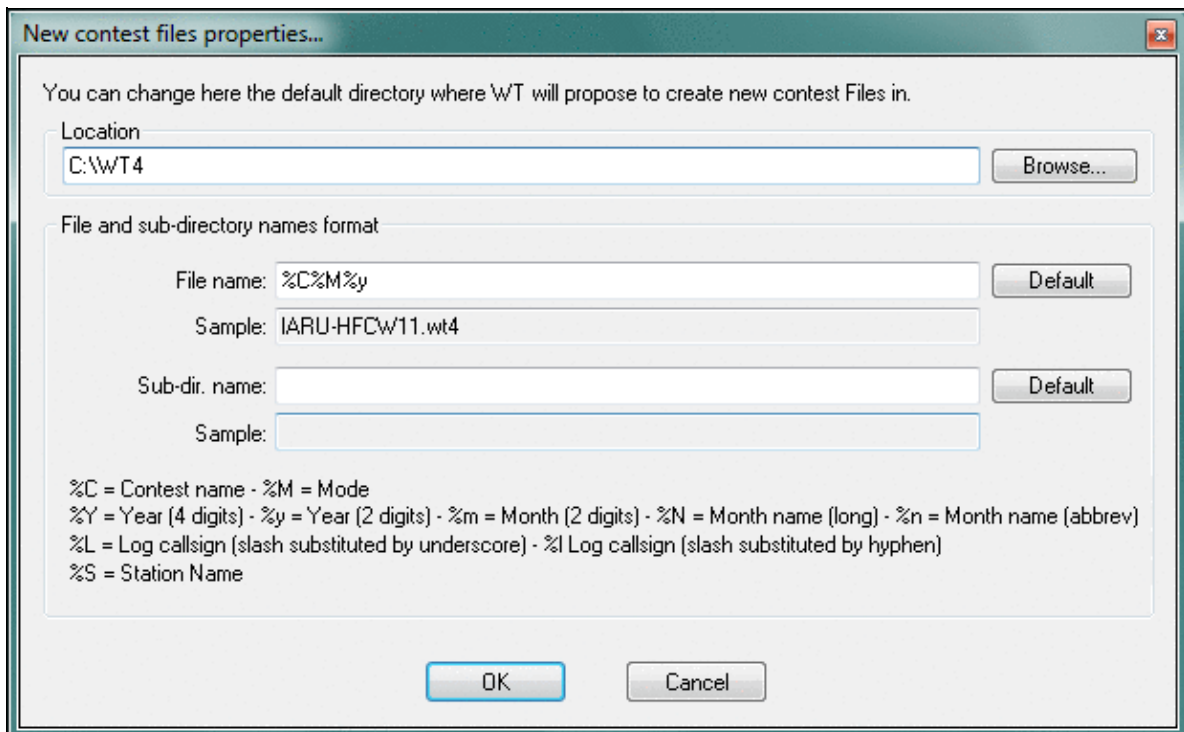 New contest files properties...
You can change here the default directory where WT will propose to create new contest Files in.
Location
C:\WT4
Browse...
File and sub-directory names format
File name: %C%M%y Default
Sample: IARU-HFCW11.wt4
Sub-dir. name: Default
Sample:
%C = Contest name - %M = Mode
%Y = Year (4 digits) - %y = Year (2 digits) - %m = Month (2 digits) - %N = Month name (long) - %n = Month name (abbrev)
%L = Log callsign (slash substituted by underscore) - %l Log callsign (slash substituted by hyphen)
%S = Station Name
OK Cancel